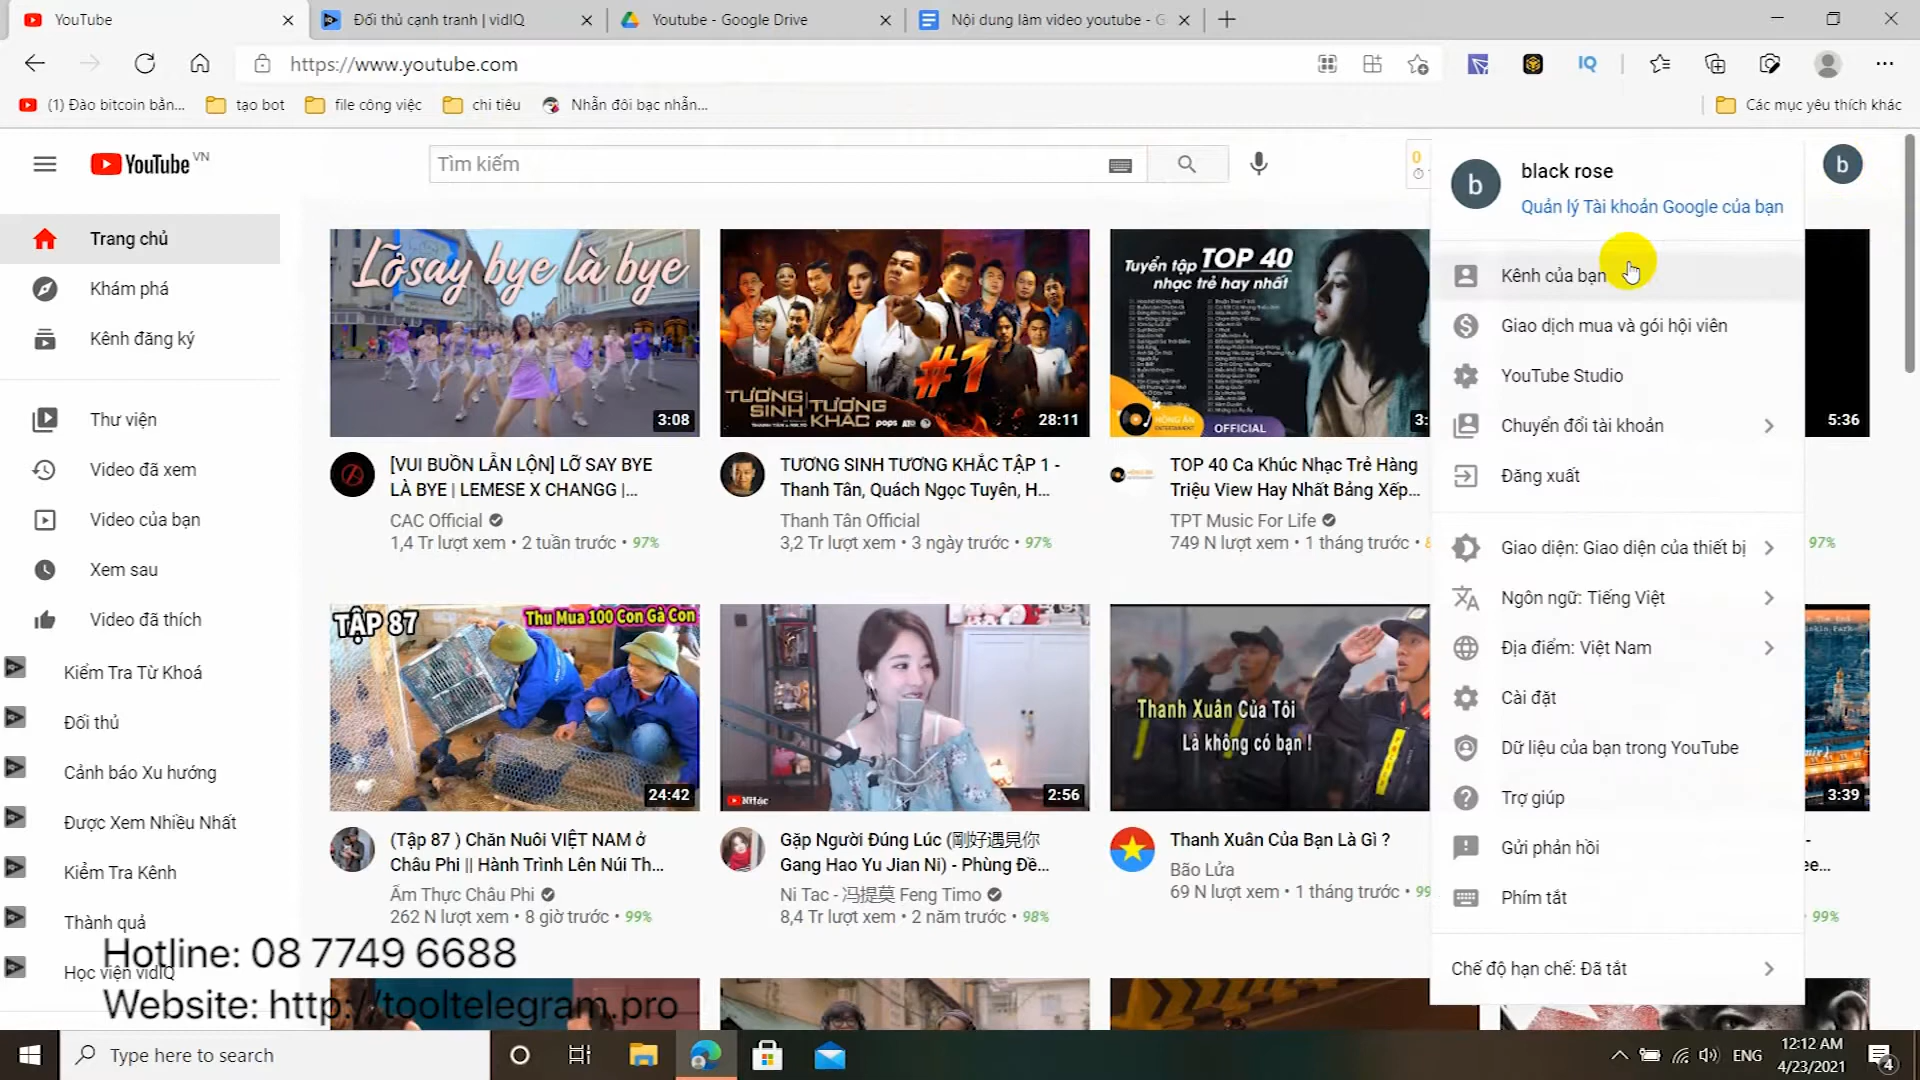 YouTube
Đối thủ cạnh tranh | vidIQ
Youtube - Google Drive
Nội dung làm video youtube - G
https://www.youtube.com
IQ
(1) Đào bitcoin bằn...
tạo bot
file công việc
chi tiêu
Nhẫn đôi bạc nhẫn...
Các mục yêu thích khác
YouTube VN
Tìm kiếm
0
b
black rose
Quản lý Tài khoản Google của bạn
b
Trang chủ
Khám phá
Kênh đăng ký
Thư viện
Video đã xem
Video của bạn
Xem sau
Video đã thích
Kiểm Tra Từ Khoá
Đối thủ
Cảnh báo Xu hướng
Được Xem Nhiều Nhất
Kiểm Tra Kênh
Thành quả
Học viện vidIQ
Lỡ say bye là bye
3:08
[VUI BUỒN LẪN LỘN] LỠ SAY BYE
LÀ BYE | LEMESE X CHANGG |...
CAC Official
1,4 Tr lượt xem • 2 tuần trước • 97%
#1
TƯƠNG SINH TƯƠNG KHẮC
POPS
28:11
TƯƠNG SINH TƯƠNG KHẮC TẬP 1 -
Thanh Tân, Quách Ngọc Tuyên, H...
Thanh Tân Official
3,2 Tr lượt xem • 3 ngày trước • 97%
Tuyển tập TOP 40
nhạc trẻ hay nhất
HỒNG ÂN
ENTERTAINMENT
OFFICIAL
3:
TOP 40 Ca Khúc Nhạc Trẻ Hàng
Triệu View Hay Nhất Bảng Xếp...
TPT Music For Life
749 N lượt xem • 1 tháng trước •
5:36
97%
TẬP 87
Thu Mua 100 Con Gà Con
24:42
(Tập 87 ) Chăn Nuôi VIỆT NAM ở
Châu Phi || Hành Trình Lên Núi Th...
Ẩm Thực Châu Phi
262 N lượt xem • 8 giờ trước • 99%
NiTac
2:56
Gặp Người Đúng Lúc (剛好遇見你
Gang Hao Yu Jian Ni) - Phùng Đề...
Ni Tac - 冯提莫 Feng Timo
8,4 Tr lượt xem • 2 năm trước • 98%
Thanh Xuân Của Tôi
Là không có bạn !
Thanh Xuân Của Bạn Là Gì ?
Bão Lửa
69 N lượt xem • 1 tháng trước • 99
3:39
-
ee...
• 99%
Kênh của bạn
Giao dịch mua và gói hội viên
YouTube Studio
Chuyển đổi tài khoản
Đăng xuất
Giao diện: Giao diện của thiết bị
Ngôn ngữ: Tiếng Việt
Địa điểm: Việt Nam
Cài đặt
Dữ liệu của bạn trong YouTube
Trợ giúp
Gửi phản hồi
Phím tắt
Chế độ hạn chế: Đã tắt
Hotline: 08 7749 6688
Website: http://tooltelegram.pro
Type here to search
ENG
12:12 AM
4/23/2021
4